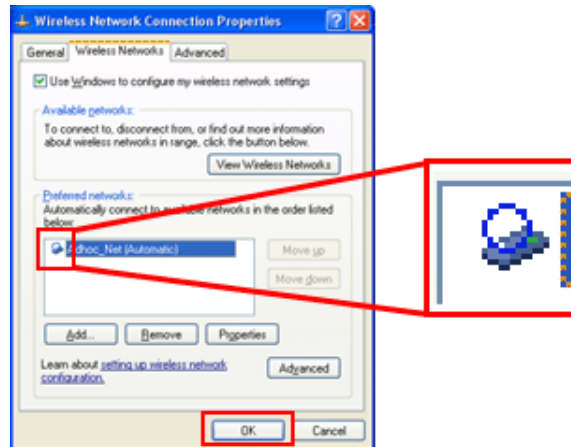 Wireless Network Connection Properties
General Wireless Networks Advanced
Use Windows to configure my wireless network settings
Available networks:
To connect to, disconnect from, or find out more information
about wireless networks in range, click the button below.
View Wireless Networks
Preferred networks:
Automatically connect to available networks in the order listed
below:
Adhoc_Net (Automatic)
Move up
Move down
Add... Remove Properties
Learn about setting up wireless network
configuration.
Advanced
OK Cancel